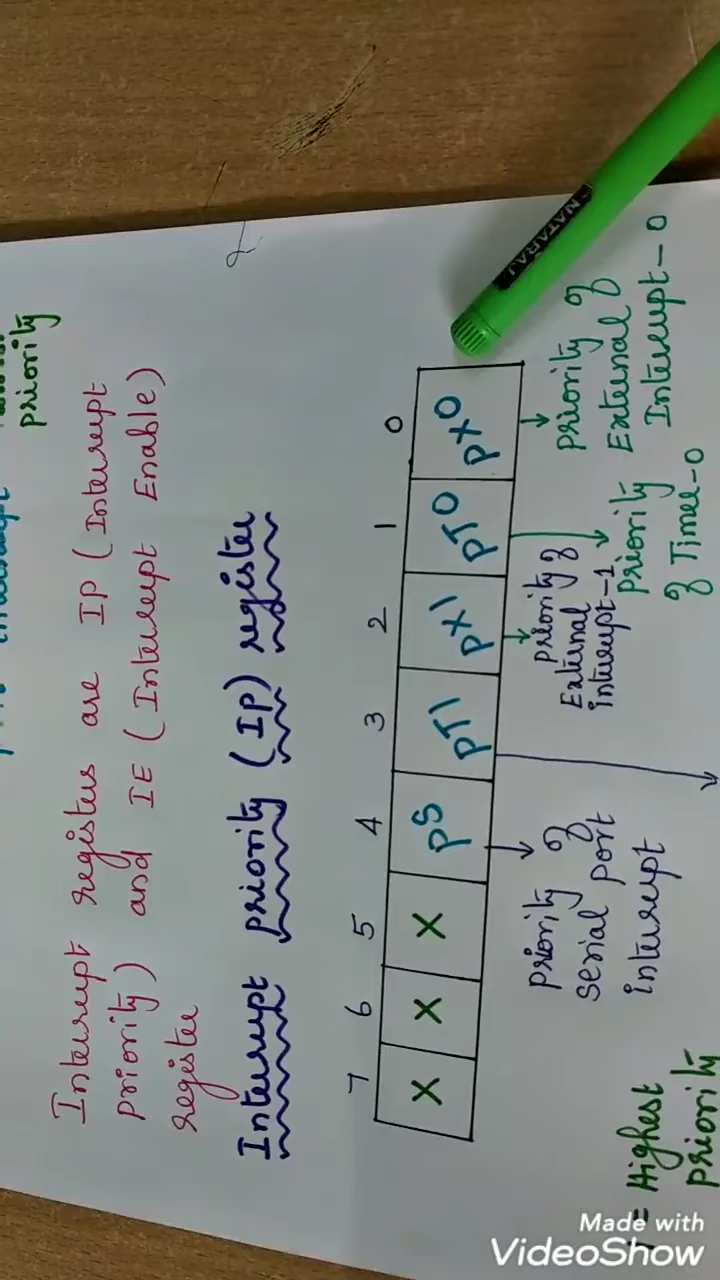 priority
Interrupt registers are IP (Interrupt
priority) and IE (Interrupt Enable)
register
Interrupt priority (IP) register
7 6 5 4 3 2 1 0
X X X PS PT1 PX1 PT0 PX0
priority of
serial port
interrupt
priority of
External
interrupt-1
priority
of Timer-0
priority of
External
Interrupt-0
= Highest
priority
NATARAJ
Made with
VideoShow